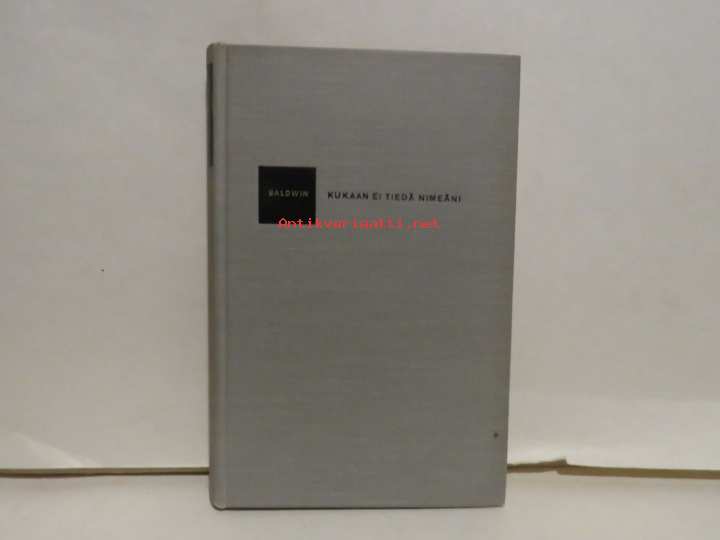 BALDWIN
KUKAAN EI TIEDÄ NIMEÄNI
Antikvariaatti.net